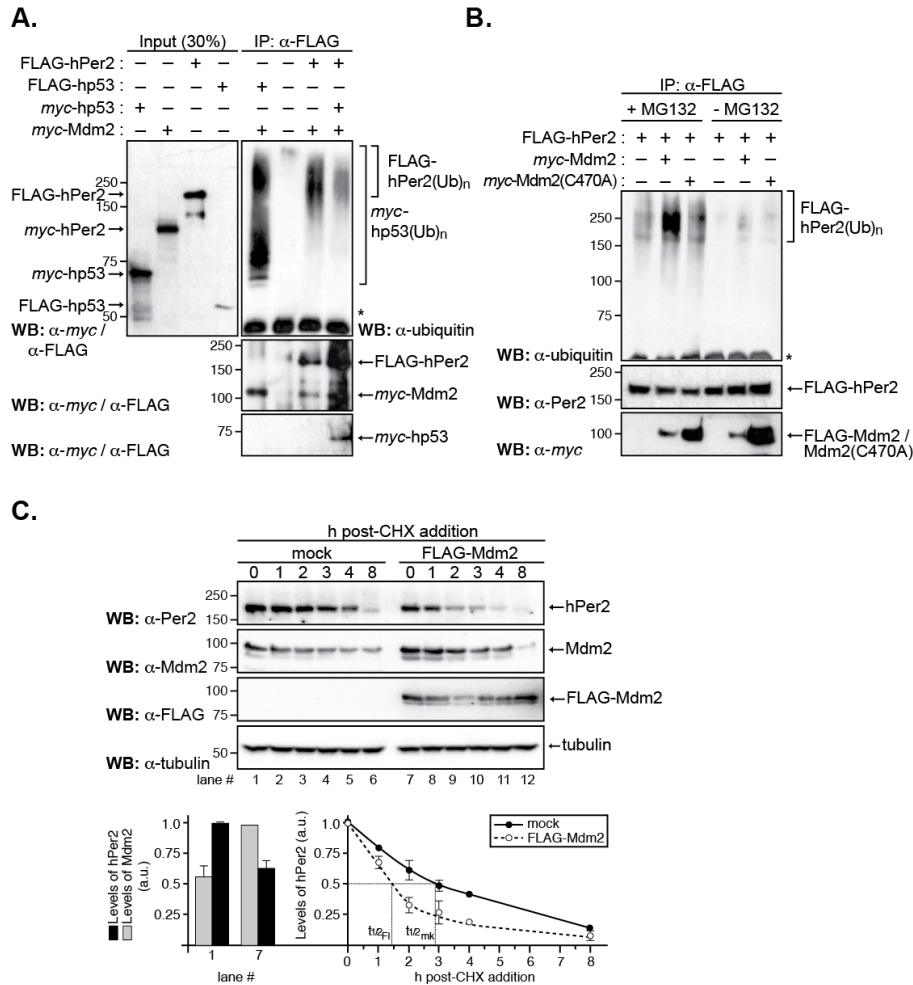 A.
Input (30%)
IP: α-FLAG
FLAG-hPer2 : – – + – – – + +
FLAG-hp53 : – – – + + – – –
myc-hp53 : + – – – – – – +
myc-Mdm2 : – + – – + – + +
250
150
75
50
FLAG-hPer2
myc-hPer2
myc-hp53
FLAG-hp53
WB: α-myc / α-FLAG
FLAG-hPer2(Ub)n
myc-hp53(Ub)n
*
WB: α-ubiquitin
250
150
100
FLAG-hPer2
myc-Mdm2
WB: α-myc / α-FLAG
75
myc-hp53
WB: α-myc / α-FLAG
B.
IP: α-FLAG
+ MG132
- MG132
FLAG-hPer2 : + + + + + +
myc-Mdm2 : – + – – + –
myc-Mdm2(C470A) : – – + – – +
250
150
100
75
FLAG-hPer2(Ub)n
WB: α-ubiquitin
*
250
150
FLAG-hPer2
WB: α-Per2
100
FLAG-Mdm2 / Mdm2(C470A)
WB: α-myc
C.
h post-CHX addition
mock
FLAG-Mdm2
0 1 2 3 4 8 0 1 2 3 4 8
250
150
hPer2
WB: α-Per2
100
75
Mdm2
WB: α-Mdm2
100
75
FLAG-Mdm2
WB: α-FLAG
50
tubulin
WB: α-tubulin
lane # 1 2 3 4 5 6 7 8 9 10 11 12
Levels of hPer2
Levels of Mdm2
(a.u.)
1.0
0.75
0.5
0.25
1 7
lane #
Levels of hPer2 (a.u.)
1.0
0.75
0.5
0.25
mock
FLAG-Mdm2
t1/2Fl
t1/2mk
0 1 2 3 4 5 6 7 8
h post-CHX addition